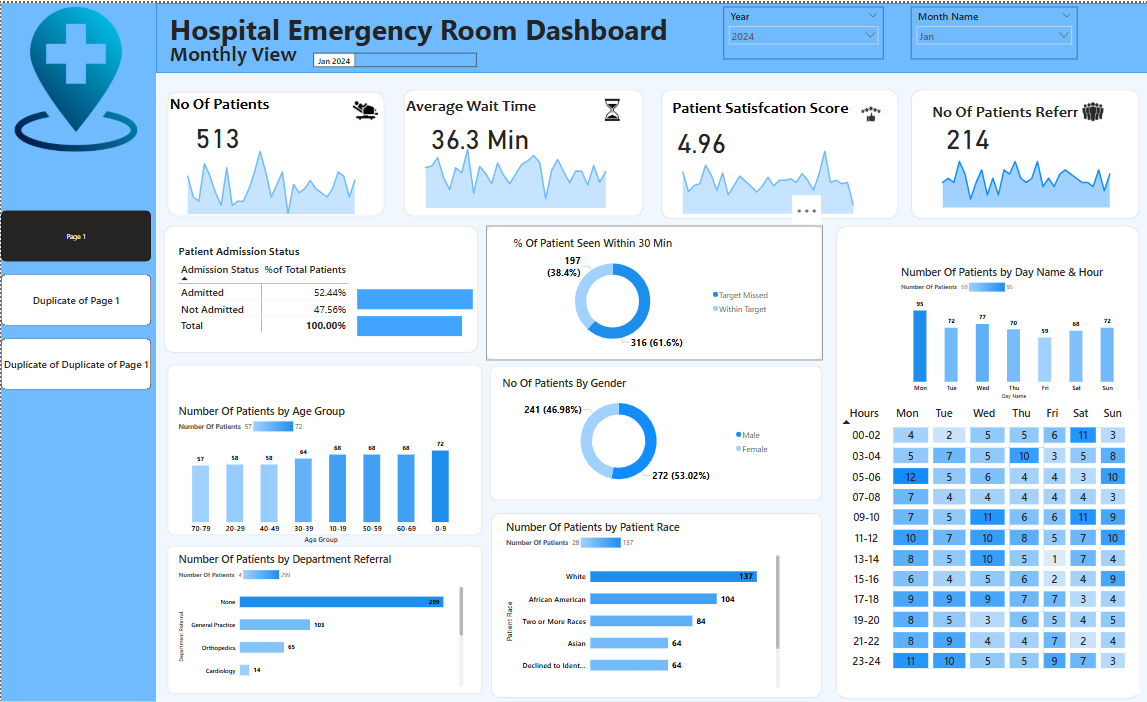 Hospital Emergency Room Dashboard
Monthly View
Jan 2024
Year
2024
Month Name
Jan
Page 1
Duplicate of Page 1
Duplicate of Duplicate of Page 1
No Of Patients
513
Average Wait Time
36.3 Min
Patient Satisfcation Score
4.96
No Of Patients Referr
214
Patient Admission Status
Admission Status %of Total Patients
Admitted 52.44%
Not Admitted 47.56%
Total 100.00%
% Of Patient Seen Within 30 Min
197
(38.4%)
316 (61.6%)
Target Missed
Within Target
Number Of Patients by Age Group
Number Of Patients 57 72
57 58 58 64 68 68 68 72
70-79 20-29 40-49 30-39 10-19 50-59 60-69 0-9
Age Group
No Of Patients By Gender
241 (46.98%)
272 (53.02%)
Male
Female
Number Of Patients by Department Referral
Number Of Patients 4 299
Department Referral
None 299
General Practice 103
Orthopedics 65
Cardiology 14
Number Of Patients by Patient Race
Number Of Patients 28 137
Patient Race
White 137
African American 104
Two or More Races 84
Asian 64
Declined to Ident... 64
Number Of Patients by Day Name & Hour
Number Of Patients 59 95
95 72 77 70 59 68 72
Mon Tue Wed Thu Fri Sat Sun
Day Name
Hours Mon Tue Wed Thu Fri Sat Sun
00-02 4 2 5 5 6 11 3
03-04 5 7 5 10 3 5 8
05-06 12 5 6 4 4 3 10
07-08 7 4 4 4 4 4 3
09-10 7 5 11 6 6 11 9
11-12 10 7 10 8 5 7 10
13-14 8 5 10 5 1 7 4
15-16 6 4 5 6 2 4 9
17-18 9 9 9 7 7 3 4
19-20 8 5 3 6 5 4 5
21-22 8 9 4 4 7 2 4
23-24 11 10 5 5 9 7 3